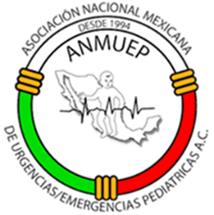 ASOCIACIÓN NACIONAL MEXICANA
DESDE 1994
ANMUEP
DE URGENCIAS/EMERGENCIAS PEDIÁTRICAS A.C.